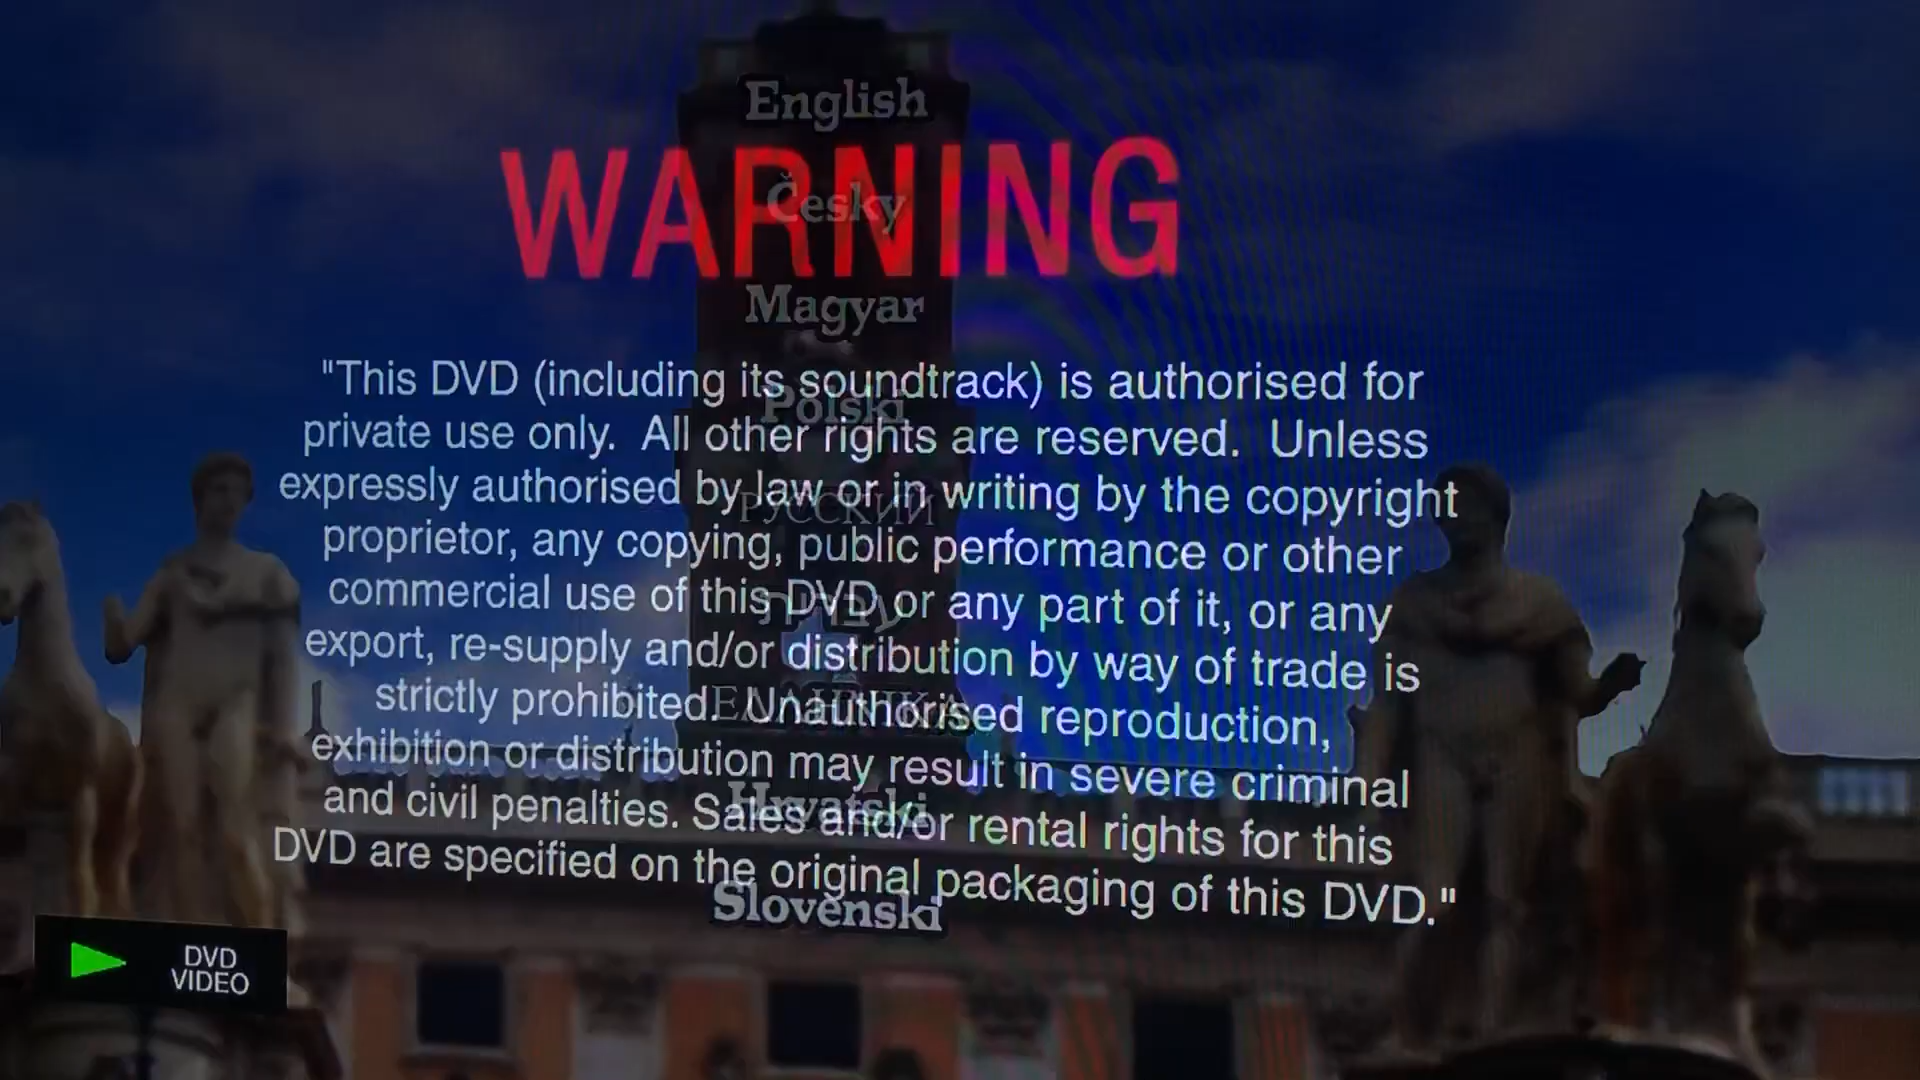 English
WARNING
Česky
Magyar
"This DVD (including its soundtrack) is authorised for
Polski
private use only. All other rights are reserved. Unless
expressly authorised by law or in writing by the copyright
РУССКИЙ
proprietor, any copying, public performance or other
commercial use of this DVD or any part of it, or any
עברית
export, re-supply and/or distribution by way of trade is
strictly prohibited. Unauthorised reproduction,
ΕΛΛΗΝΙΚΑ
exhibition or distribution may result in severe criminal
Hrvatski
and civil penalties. Sales and/or rental rights for this
DVD are specified on the original packaging of this DVD."
Slovenski
DVD
VIDEO